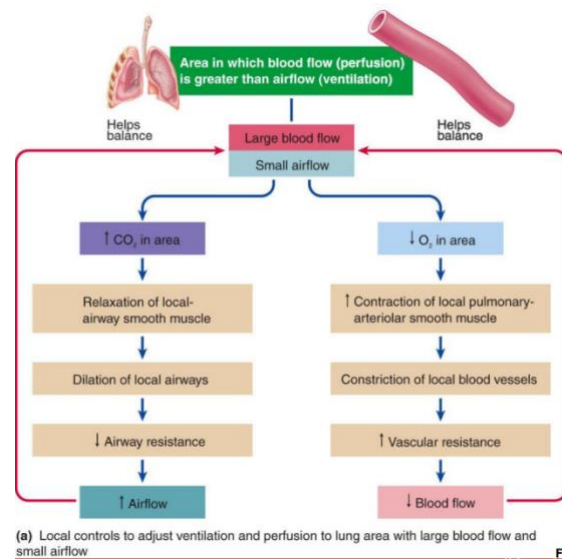 Area in which blood flow (perfusion)
is greater than airflow (ventilation)
Helps
balance
Helps
balance
Large blood flow
Small airflow
↑ CO₂ in area
↓ O₂ in area
Relaxation of local-
airway smooth muscle
↑ Contraction of local pulmonary-
arteriolar smooth muscle
Dilation of local airways
Constriction of local blood vessels
↓ Airway resistance
↑ Vascular resistance
↑ Airflow
↓ Blood flow
(a) Local controls to adjust ventilation and perfusion to lung area with large blood flow and
small airflow
F